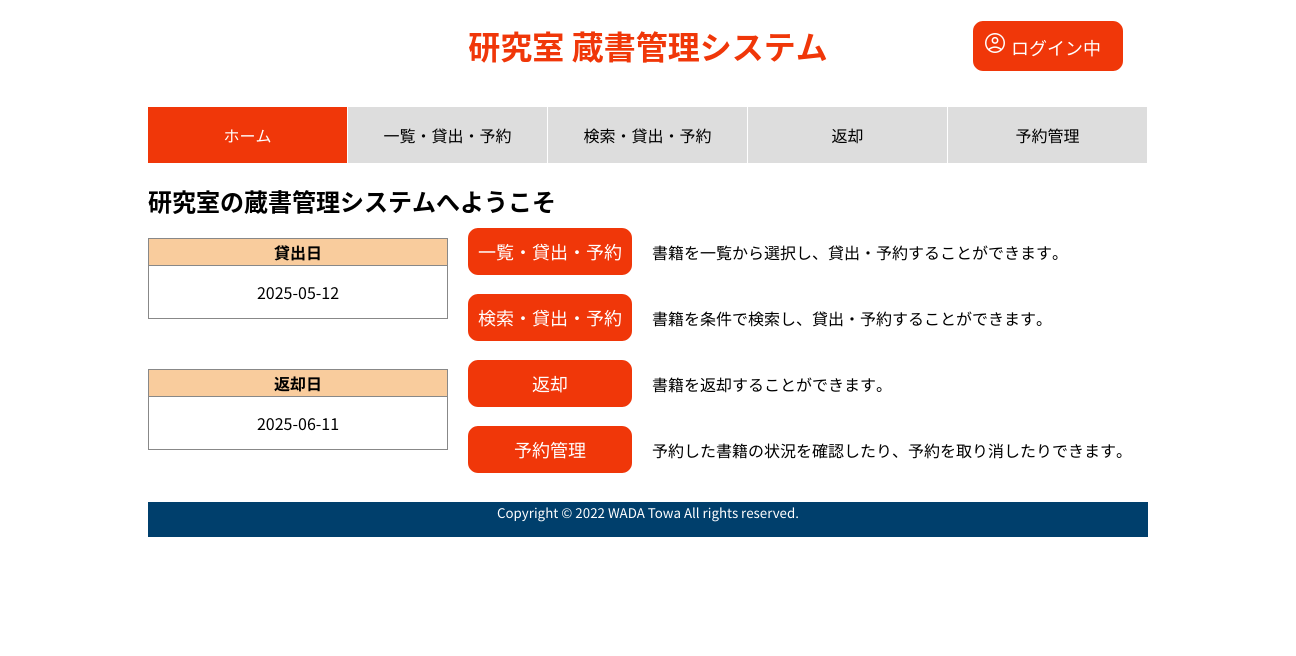 研究室 蔵書管理システム
ログイン中
ホーム
一覧・貸出・予約
検索・貸出・予約
返却
予約管理
研究室の蔵書管理システムへようこそ
貸出日
2025-05-12
返却日
2025-06-11
一覧・貸出・予約
書籍を一覧から選択し、貸出・予約することができます。
検索・貸出・予約
書籍を条件で検索し、貸出・予約することができます。
返却
書籍を返却することができます。
予約管理
予約した書籍の状況を確認したり、予約を取り消したりできます。
Copyright © 2022 WADA Towa All rights reserved.